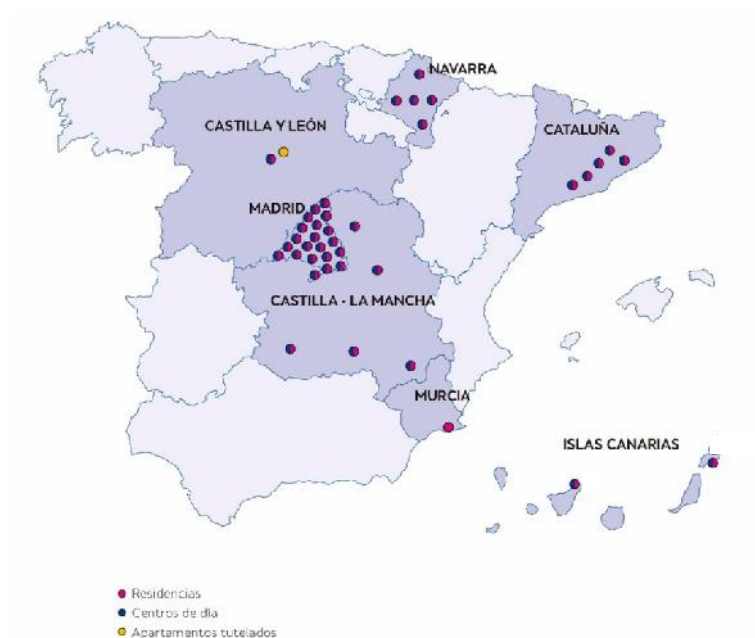 NAVARRA
CASTILLA Y LEÓN
CATALUÑA
MADRID
CASTILLA - LA MANCHA
MURCIA
ISLAS CANARIAS
Residencias
Centros de día
Apartamentos tutelados